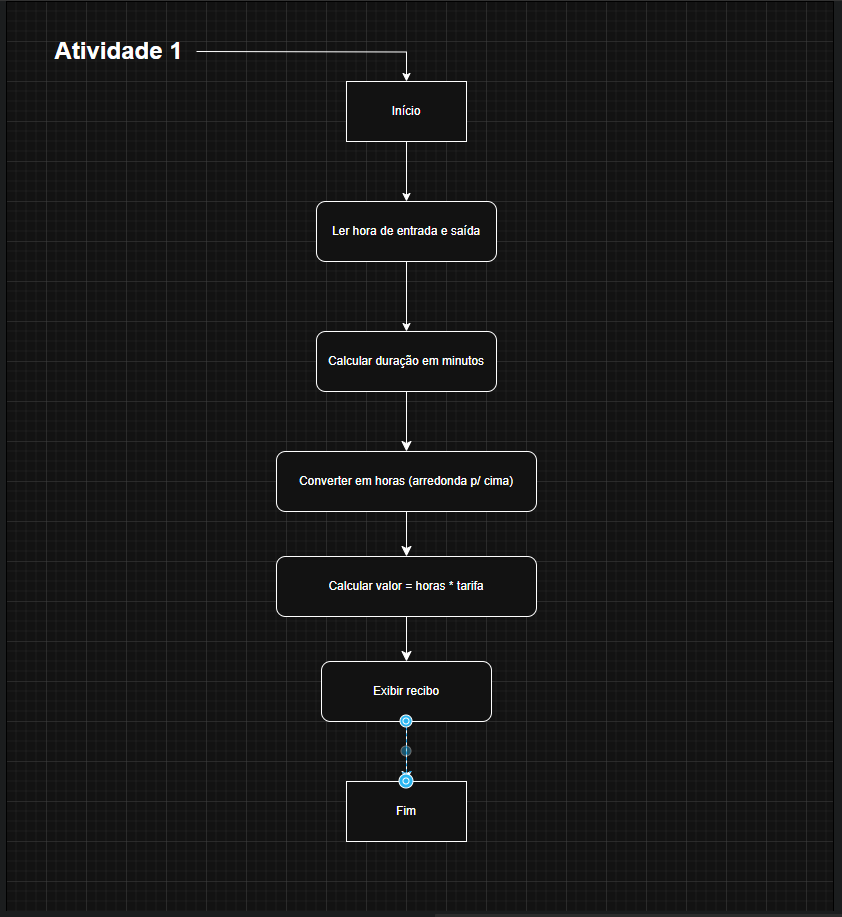 Atividade 1
Início
Ler hora de entrada e saída
Calcular duração em minutos
Converter em horas (arredonda p/ cima)
Calcular valor = horas * tarifa
Exibir recibo
Fim